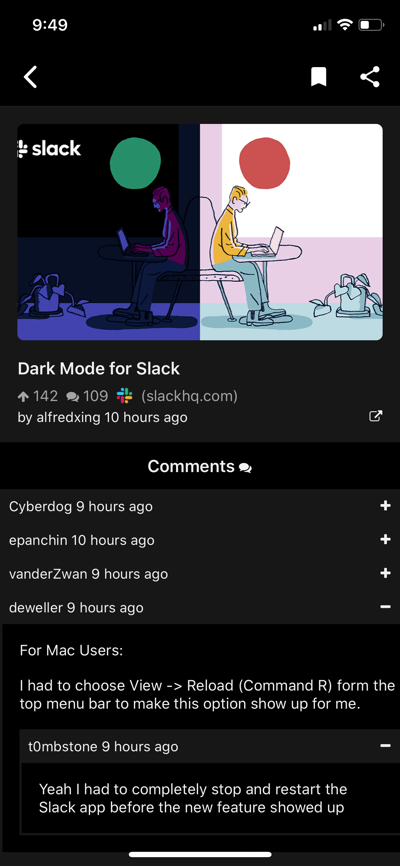 9:49
slack
Dark Mode for Slack
142 109 (slackhq.com)
by alfredxing 10 hours ago
Comments
Cyberdog 9 hours ago
epanchin 10 hours ago
vanderZwan 9 hours ago
deweller 9 hours ago
For Mac Users:
I had to choose View -> Reload (Command R) form the
top menu bar to make this option show up for me.
t0mbstone 9 hours ago
Yeah I had to completely stop and restart the
Slack app before the new feature showed up